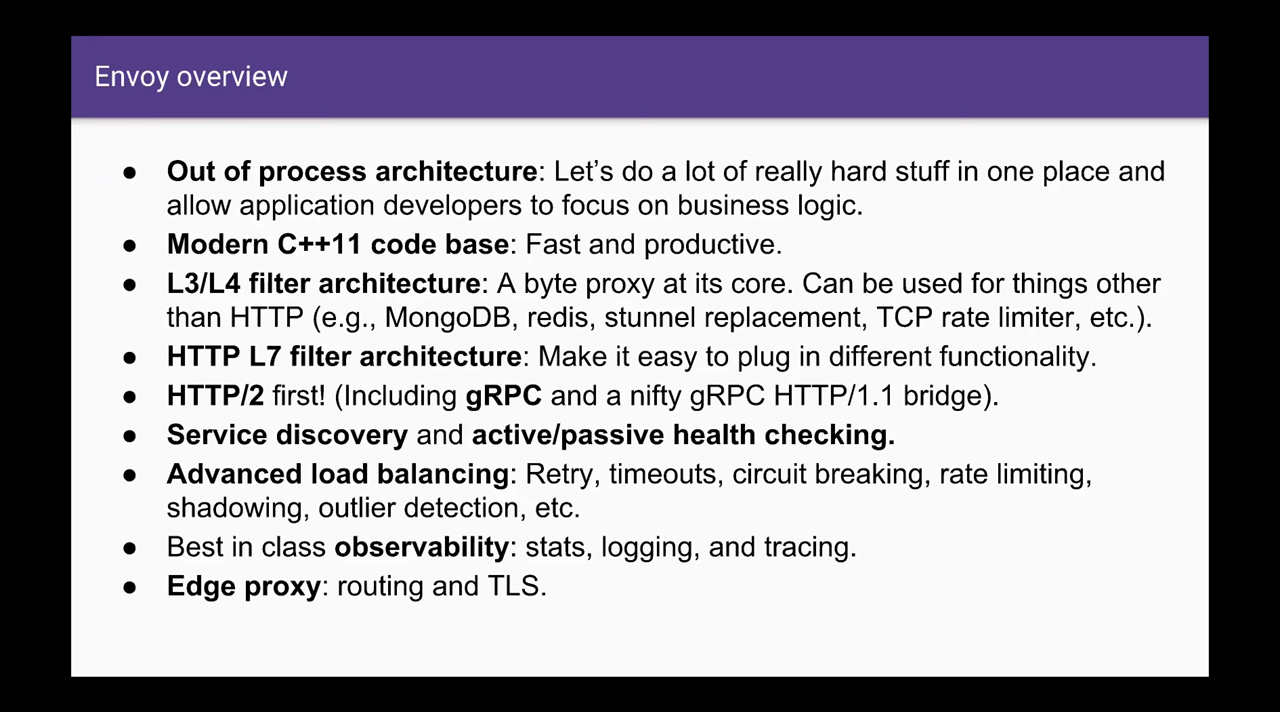 Envoy overview
● Out of process architecture: Let’s do a lot of really hard stuff in one place and
allow application developers to focus on business logic.
● Modern C++11 code base: Fast and productive.
● L3/L4 filter architecture: A byte proxy at its core. Can be used for things other
than HTTP (e.g., MongoDB, redis, stunnel replacement, TCP rate limiter, etc.).
● HTTP L7 filter architecture: Make it easy to plug in different functionality.
● HTTP/2 first! (Including gRPC and a nifty gRPC HTTP/1.1 bridge).
● Service discovery and active/passive health checking.
● Advanced load balancing: Retry, timeouts, circuit breaking, rate limiting,
shadowing, outlier detection, etc.
● Best in class observability: stats, logging, and tracing.
● Edge proxy: routing and TLS.